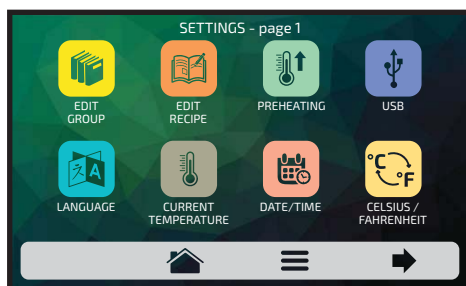 SETTINGS - page 1
EDIT
GROUP
EDIT
RECIPE
PREHEATING
USB
°C
°F
LANGUAGE
CURRENT
TEMPERATURE
DATE/TIME
CELSIUS /
FAHRENHEIT